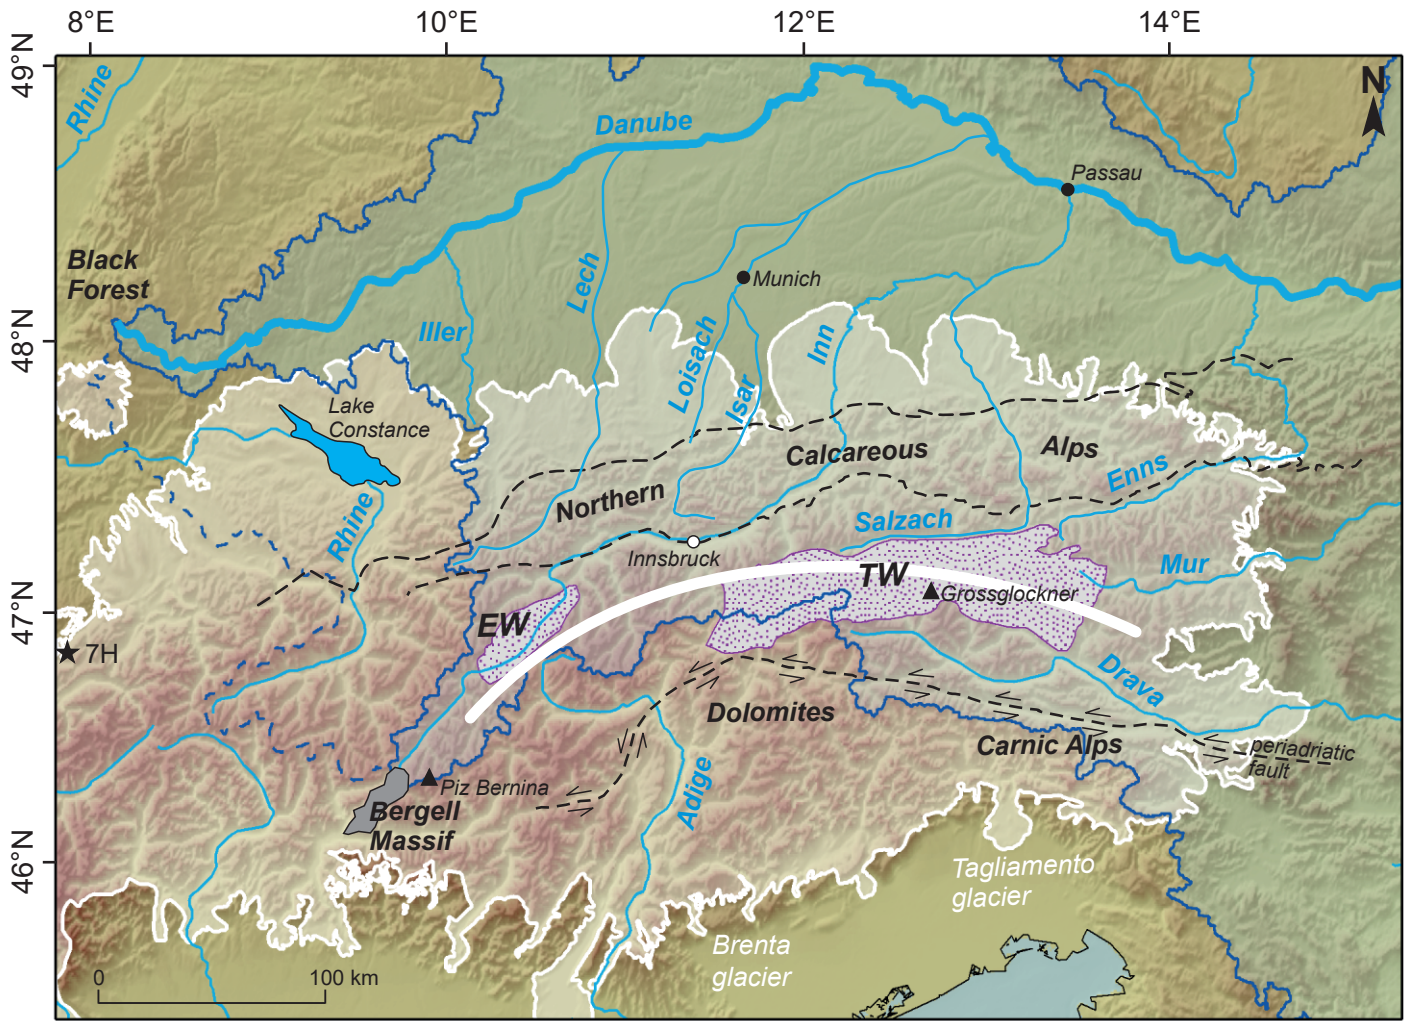 8°E
10°E
12°E
14°E
49°N
48°N
47°N
46°N
N
Rhine
Danube
Passau
Black
Forest
Lech
Munich
Iller
Loisach
Isar
Inn
Lake
Constance
Calcareous
Alps
Northern
Enns
Rhine
Salzach
Innsbruck
Mur
TW
Grossglockner
EW
7H
Drava
Dolomites
Carnic Alps
periadriatic
fault
Adige
Piz Bernina
Bergell
Massif
Tagliamento
glacier
Brenta
glacier
0
100 km